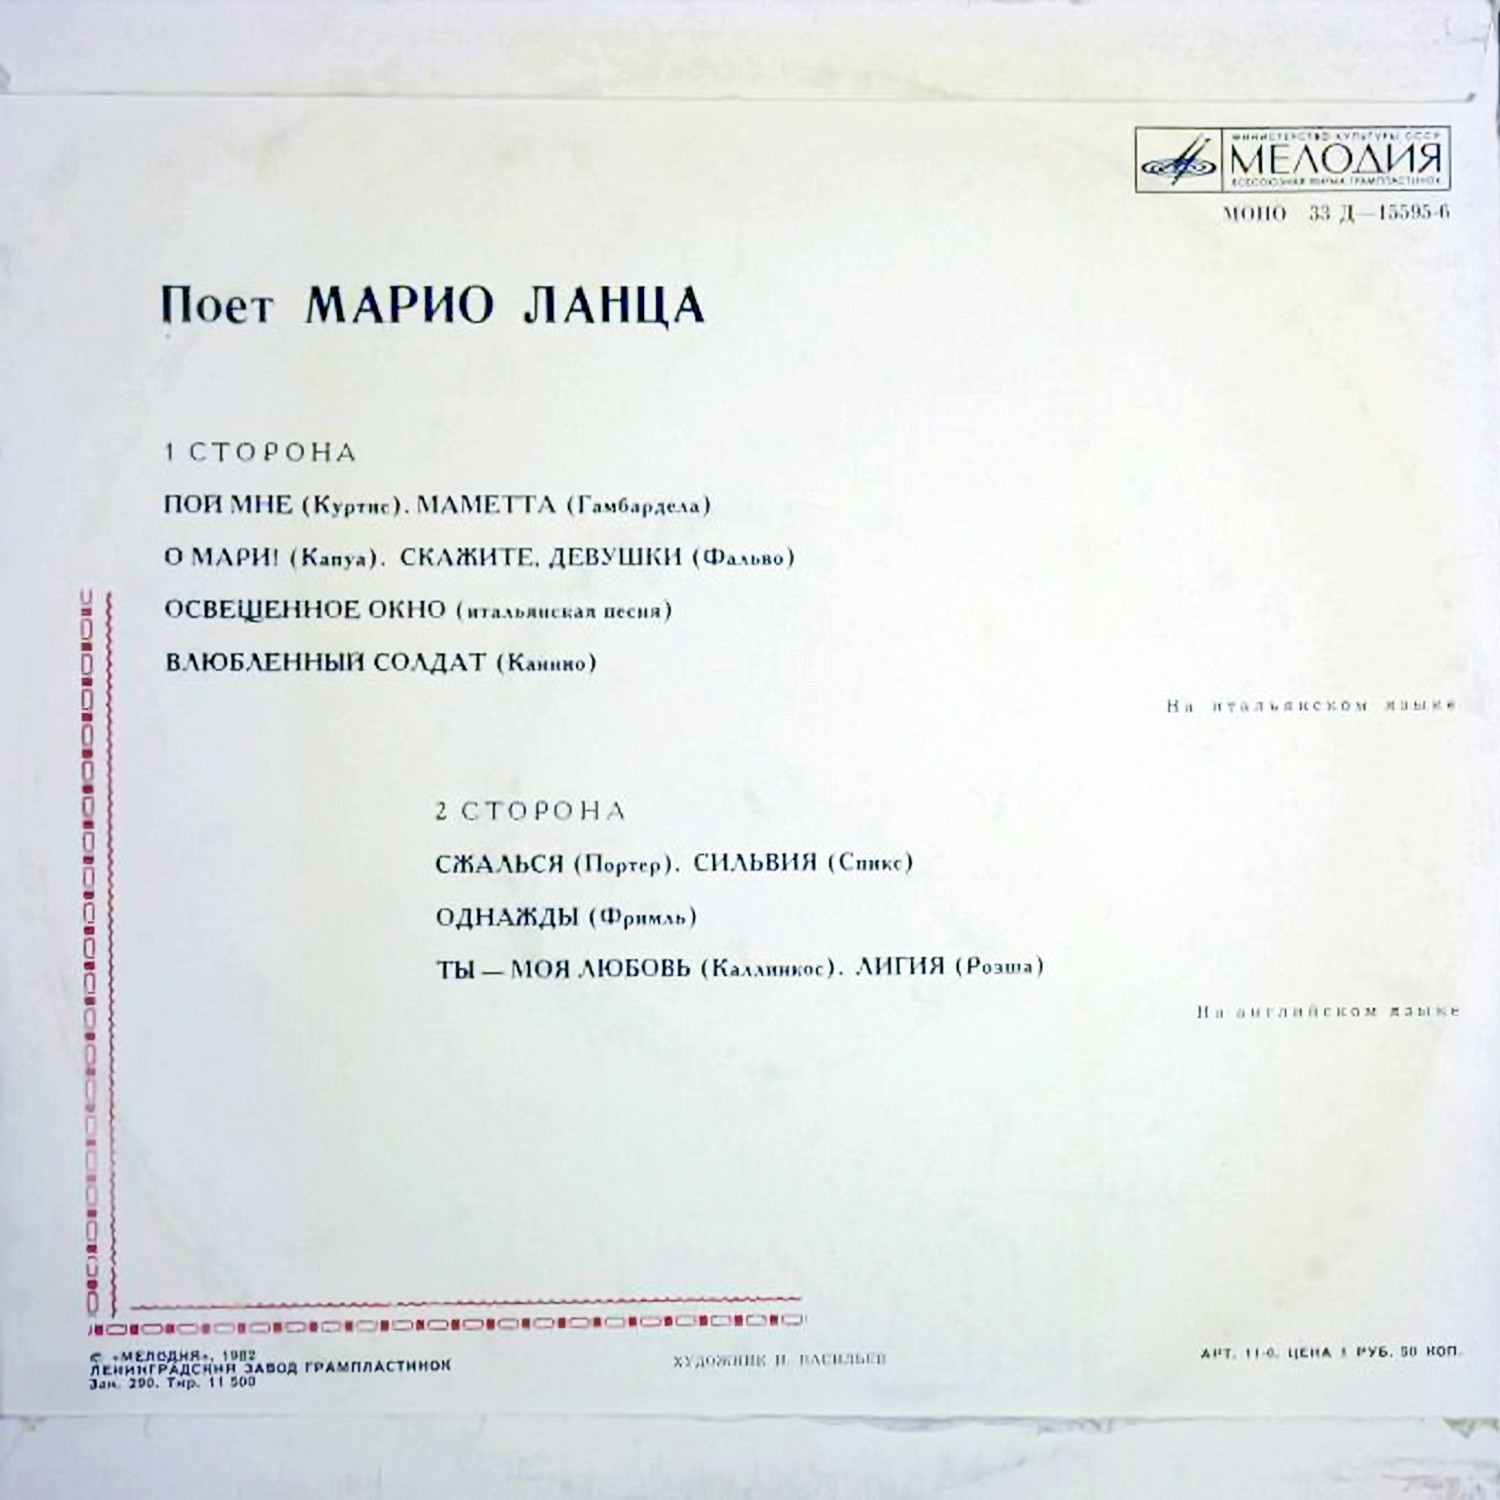 МИНИСТЕРСТВО КУЛЬТУРЫ СССР
МЕЛОДИЯ
ВСЕСОЮЗНАЯ ФИРМА ГРАМПЛАСТИНОК
МОНО 33 Д—15595-6
Поет МАРИО ЛАНЦА
1 СТОРОНА
ПОЙ МНЕ (Куртис). МАМЕТТА (Гамбардела)
О МАРИ! (Капуа). СКАЖИТЕ, ДЕВУШКИ (Фальво)
ОСВЕЩЕННОЕ ОКНО (итальянская песня)
ВЛЮБЛЕННЫЙ СОЛДАТ (Канино)
На итальянском языке
2 СТОРОНА
СЖАЛЬСЯ (Портер). СИЛЬВИЯ (Спикс)
ОДНАЖДЫ (Фримль)
ТЫ — МОЯ ЛЮБОВЬ (Каллинкос). ЛИГИЯ (Розша)
На английском языке
© «МЕЛОДИЯ», 1982
ЛЕНИНГРАДСКИЙ ЗАВОД ГРАМПЛАСТИНОК
Зак. 290. Тир. 11 500
ХУДОЖНИК Н. ВАСИЛЬЕВ
АРТ. 11-0. ЦЕНА 1 РУБ. 50 КОП.